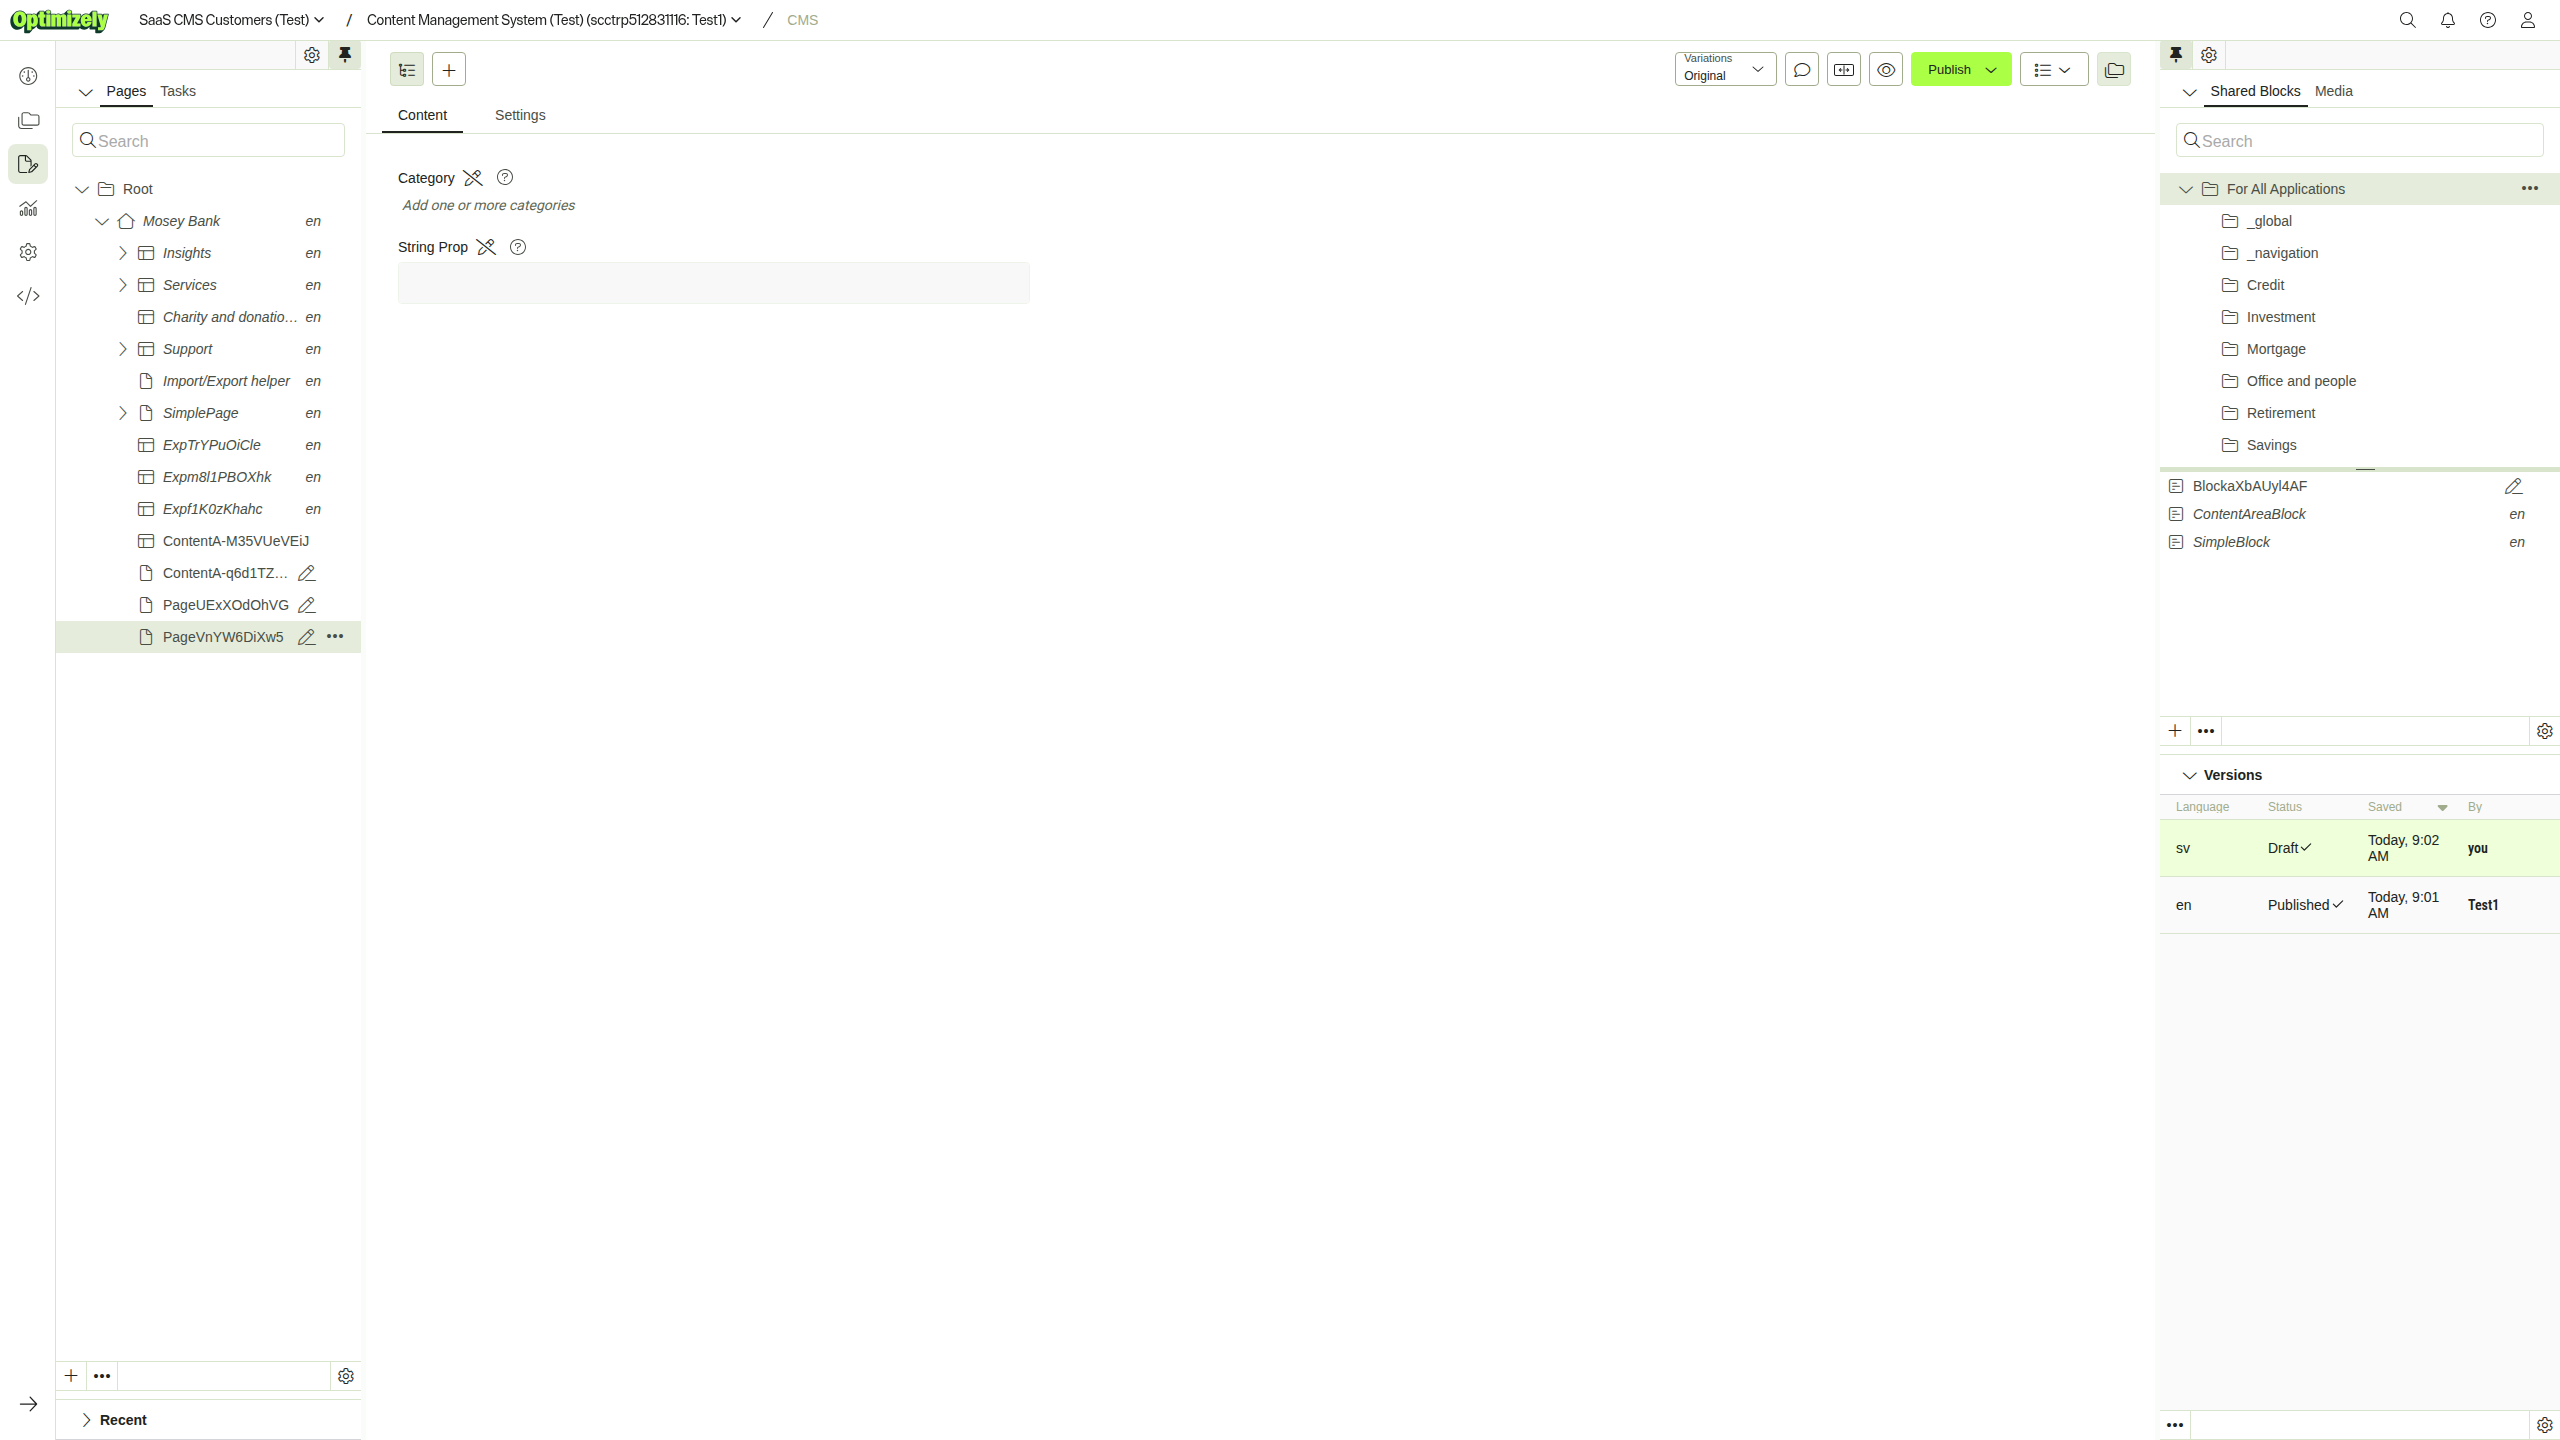 Optimizely
SaaS CMS Customers (Test) / Content Management System (Test) (scctrp512831116: Test1) / CMS
Pages Tasks
Search
Root
Mosey Bank en
Insights en
Services en
Charity and donatio... en
Support en
Import/Export helper en
SimplePage en
ExpTrYPuOiCle en
Expm8l1PBOXhk en
Expf1K0zKhahc en
ContentA-M35VUeVEiJ
ContentA-q6d1TZ...
PageUExXOdOhVG
PageVnYW6DiXw5
Recent
Variations
Original
Publish
Content Settings
Category
Add one or more categories
String Prop
Shared Blocks Media
Search
For All Applications
_global
_navigation
Credit
Investment
Mortgage
Office and people
Retirement
Savings
BlockaXbAUyl4AF
ContentAreaBlock en
SimpleBlock en
Versions
Language Status Saved By
sv Draft Today, 9:02 AM you
en Published Today, 9:01 AM Test1